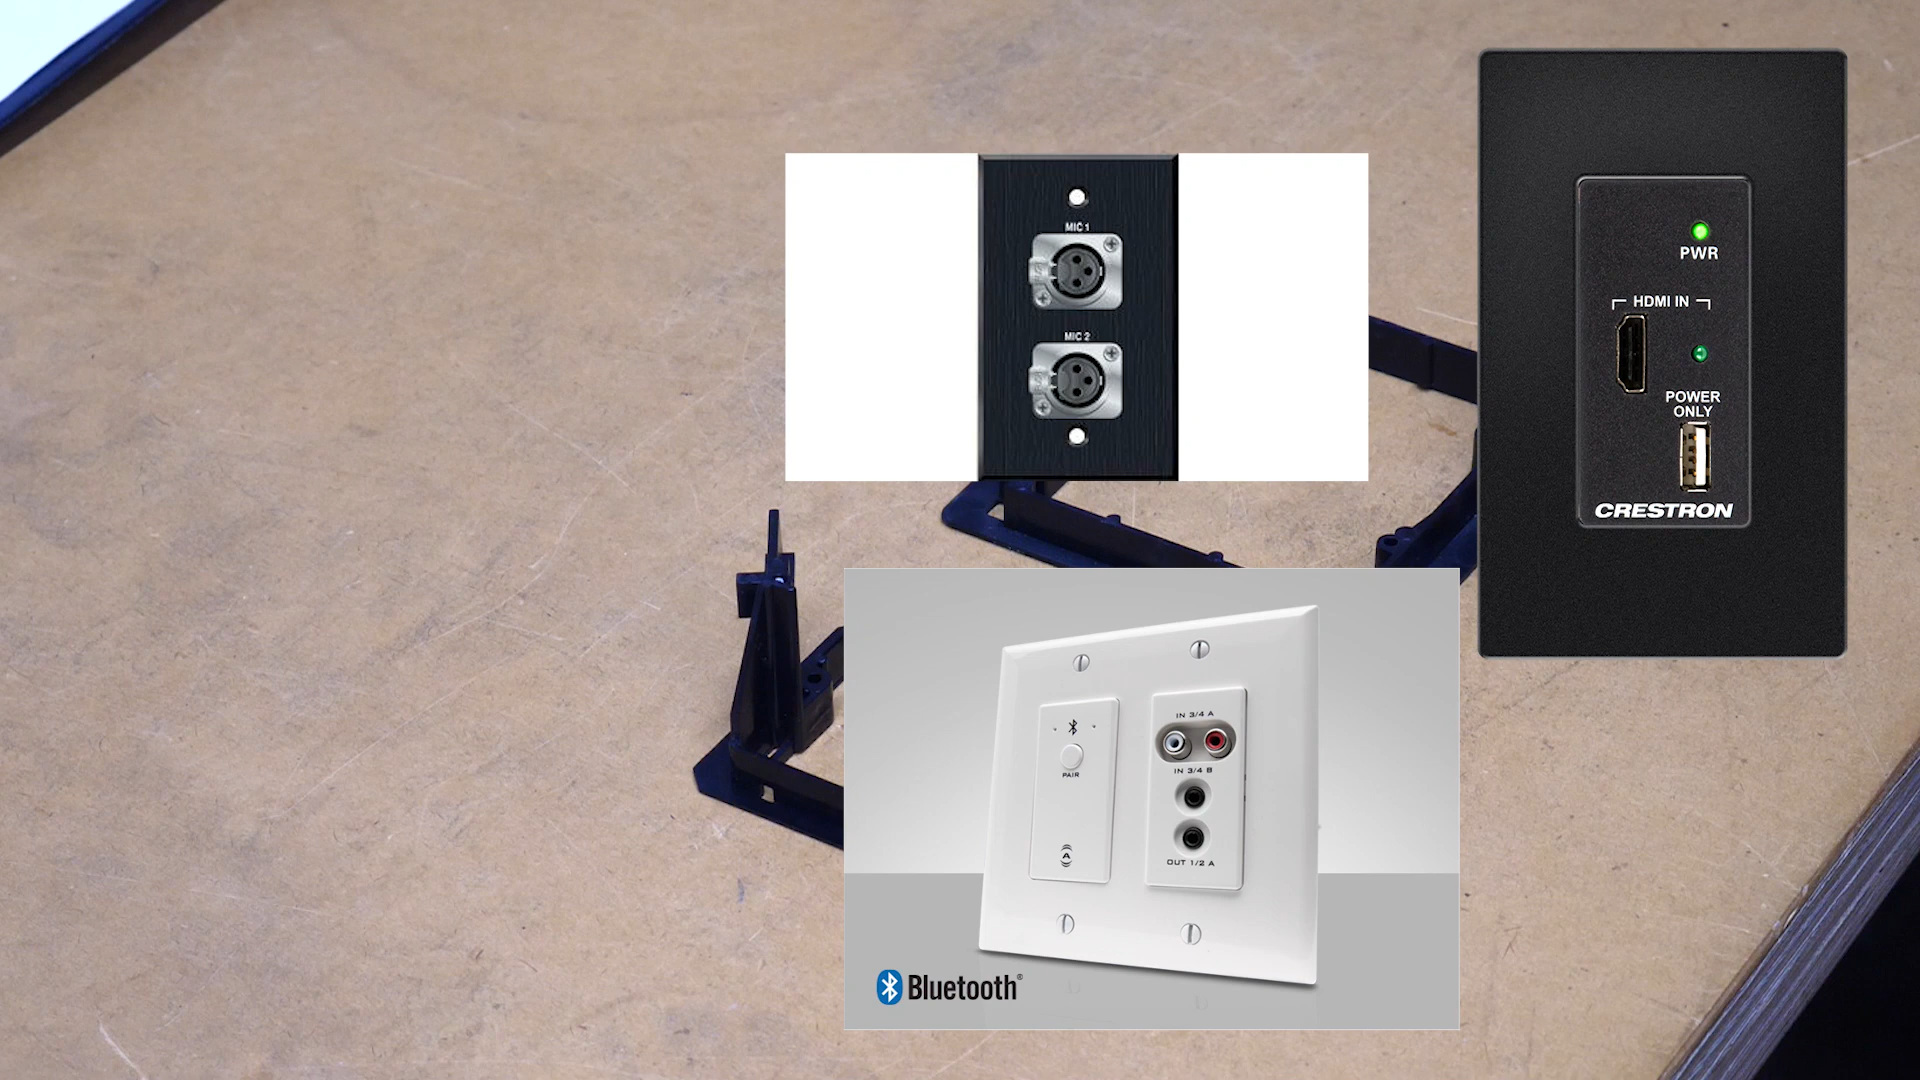 MIC 1
MIC 2
PWR
HDMI IN
POWER
ONLY
CRESTRON
PAIR
A
IN 3/4 A
IN 3/4 B
OUT 1/2 A
Bluetooth®